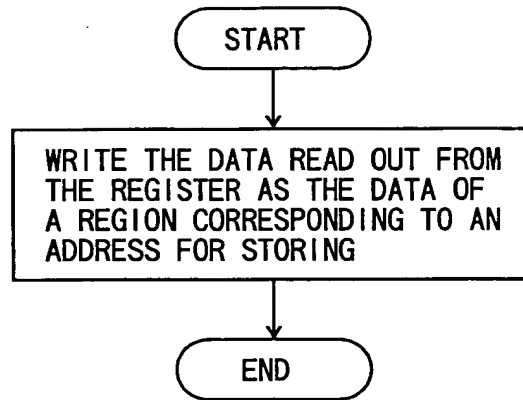 START
WRITE THE DATA READ OUT FROM
THE REGISTER AS THE DATA OF
A REGION CORRESPONDING TO AN
ADDRESS FOR STORING
END